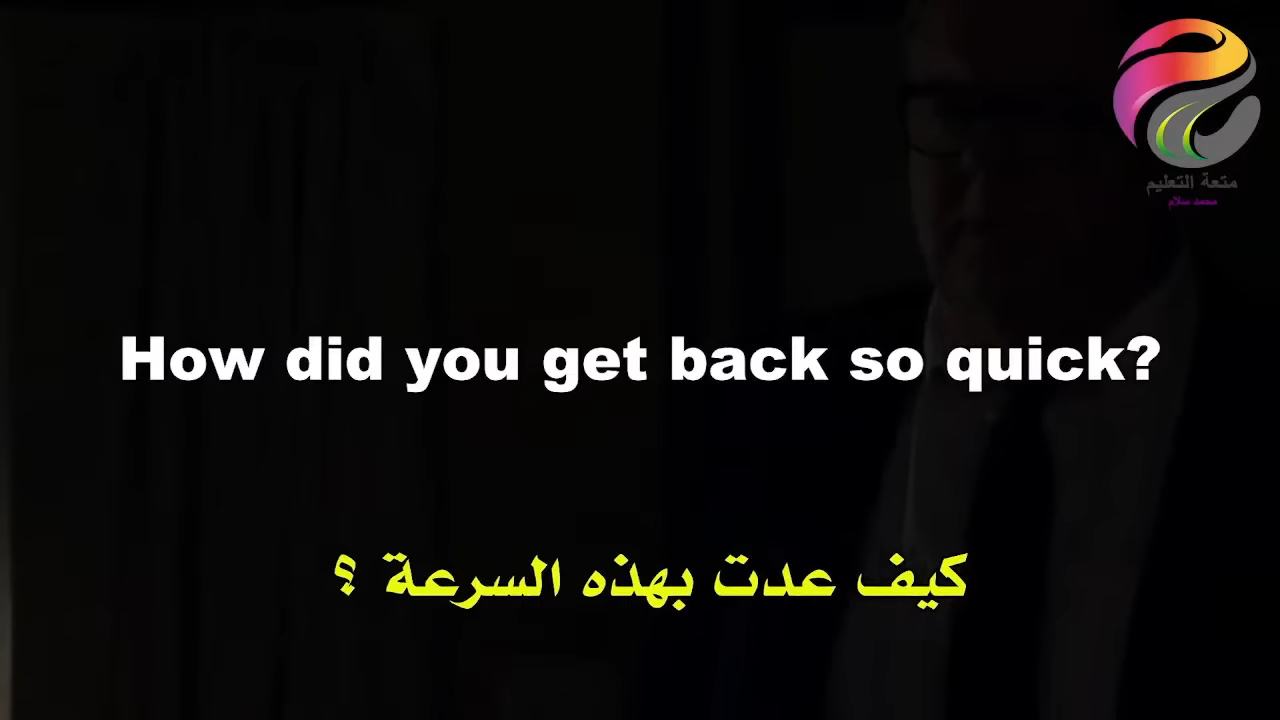 متعة التعليم
محمد سلام
How did you get back so quick?
كيف عدت بهذه السرعة ؟